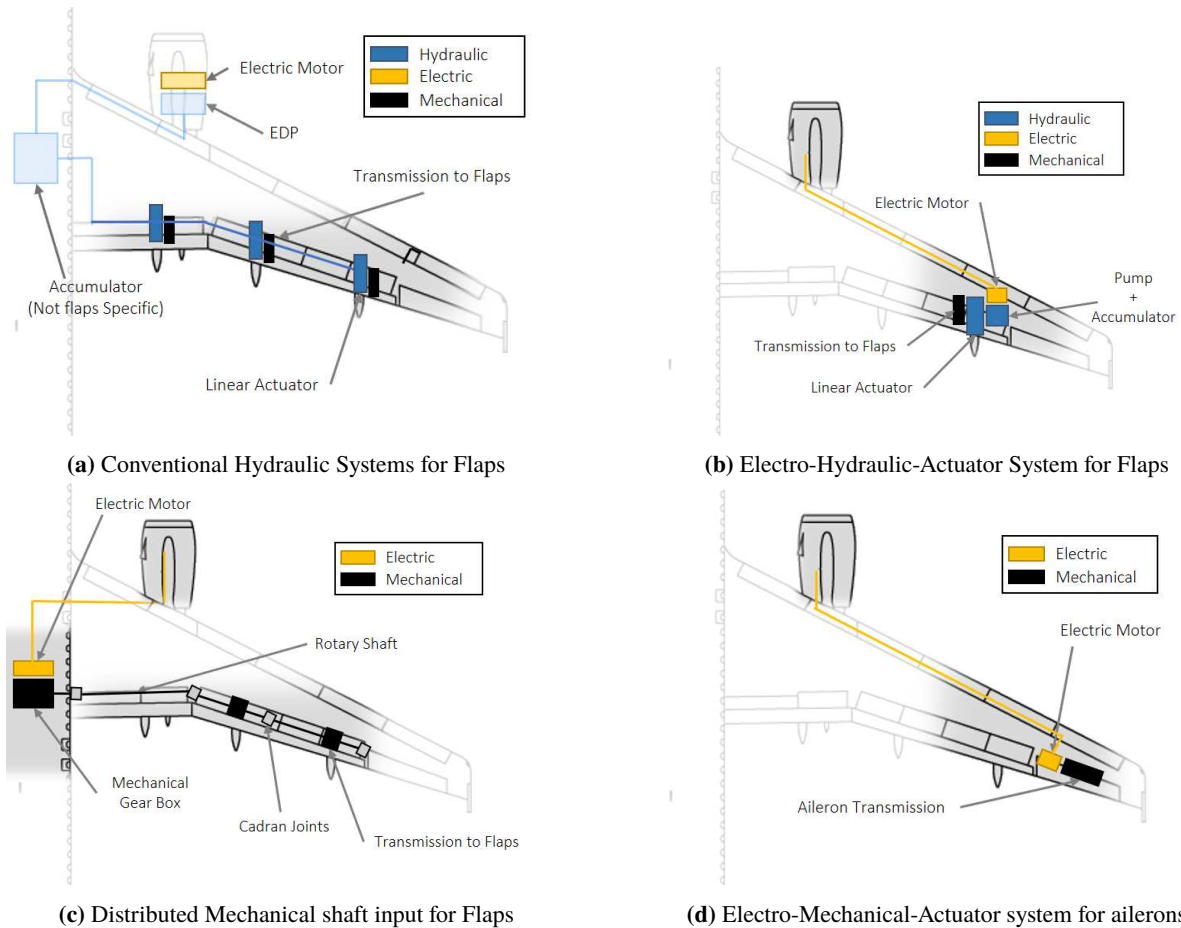 Electric Motor
EDP
Hydraulic
Electric
Mechanical
Transmission to Flaps
Accumulator
(Not flaps Specific)
Linear Actuator
(a) Conventional Hydraulic Systems for Flaps
Hydraulic
Electric
Mechanical
Electric Motor
Pump
+
Accumulator
Transmission to Flaps
Linear Actuator
(b) Electro-Hydraulic-Actuator System for Flaps
Electric Motor
Electric
Mechanical
Rotary Shaft
Mechanical
Gear Box
Cadran Joints
Transmission to Flaps
(c) Distributed Mechanical shaft input for Flaps
Electric
Mechanical
Electric Motor
Aileron Transmission
(d) Electro-Mechanical-Actuator system for ailerons